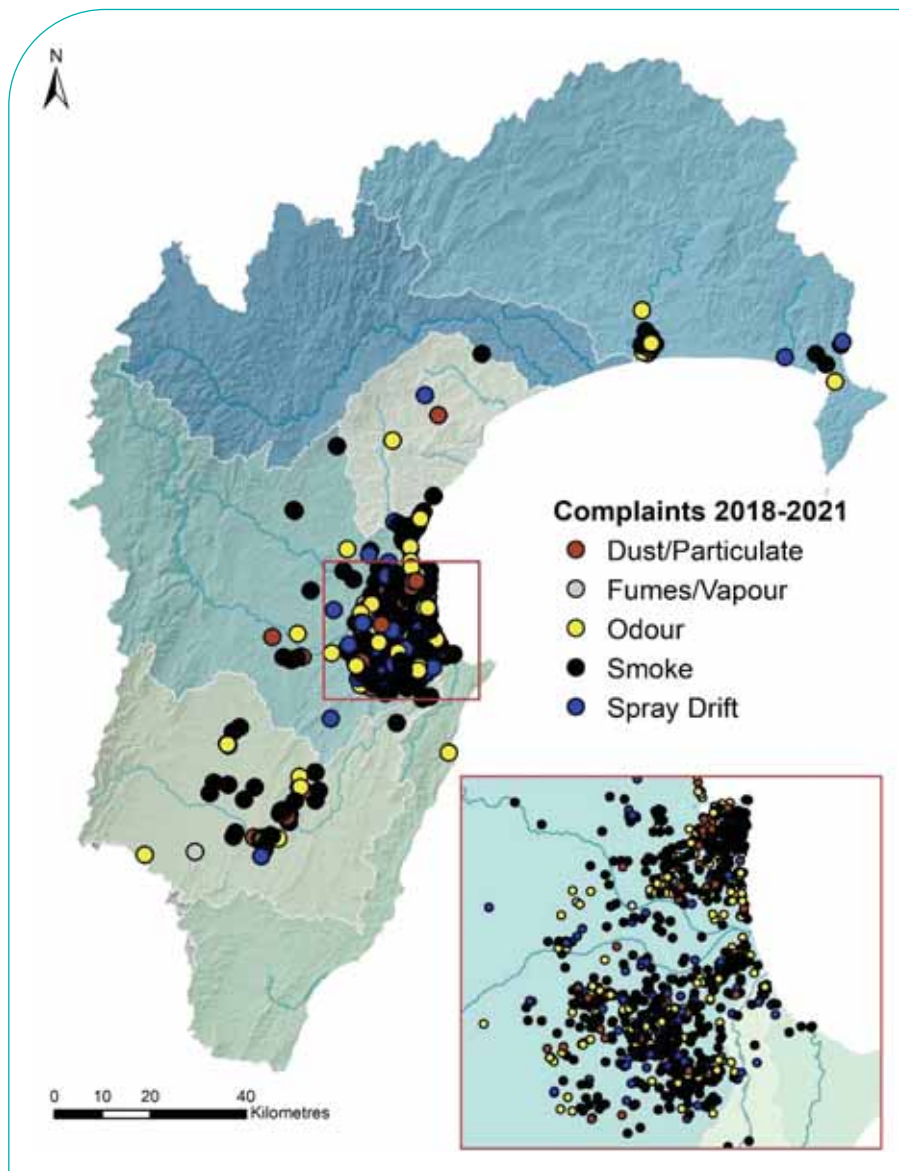 N
Complaints 2018-2021
Dust/Particulate
Fumes/Vapour
Odour
Smoke
Spray Drift
0 10 20 40
Kilometres